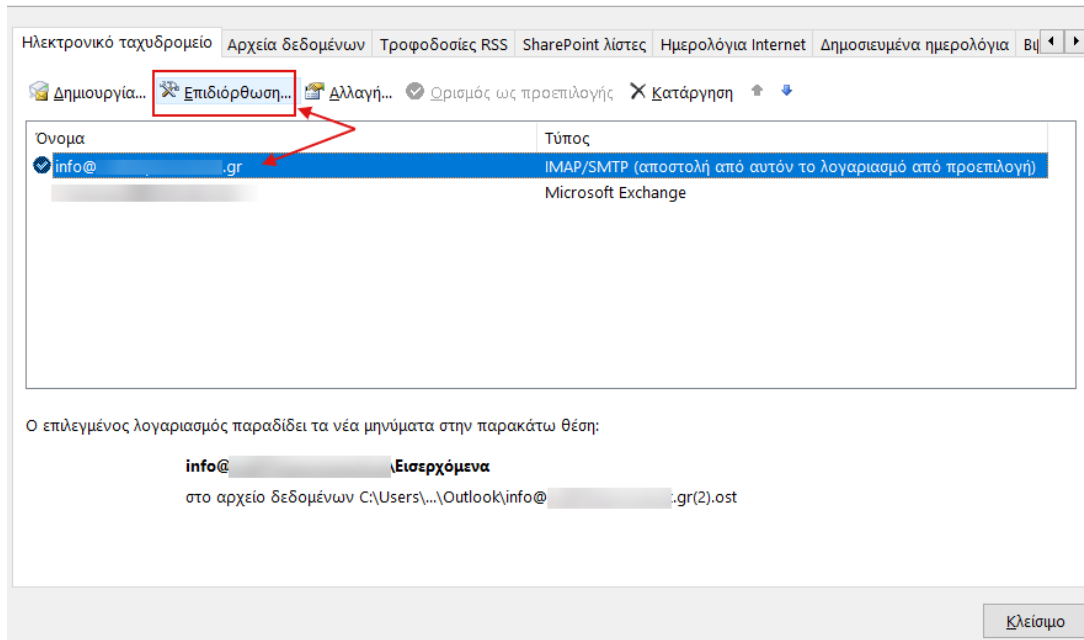 Ηλεκτρονικό ταχυδρομείο Αρχεία δεδομένων Τροφοδοσίες RSS SharePoint λίστες Ημερολόγια Internet Δημοσιευμένα ημερολόγια
Δημιουργία... Επιδιόρθωση... Αλλαγή... Ορισμός ως προεπιλογής Κατάργηση
Όνομα Τύπος
info@ .gr IMAP/SMTP (αποστολή από αυτόν το λογαριασμό από προεπιλογή)
Microsoft Exchange
Ο επιλεγμένος λογαριασμός παραδίδει τα νέα μηνύματα στην παρακάτω θέση:
info@ \Εισερχόμενα
στο αρχείο δεδομένων C:\Users\...\Outlook\info@ .gr(2).ost
Κλείσιμο